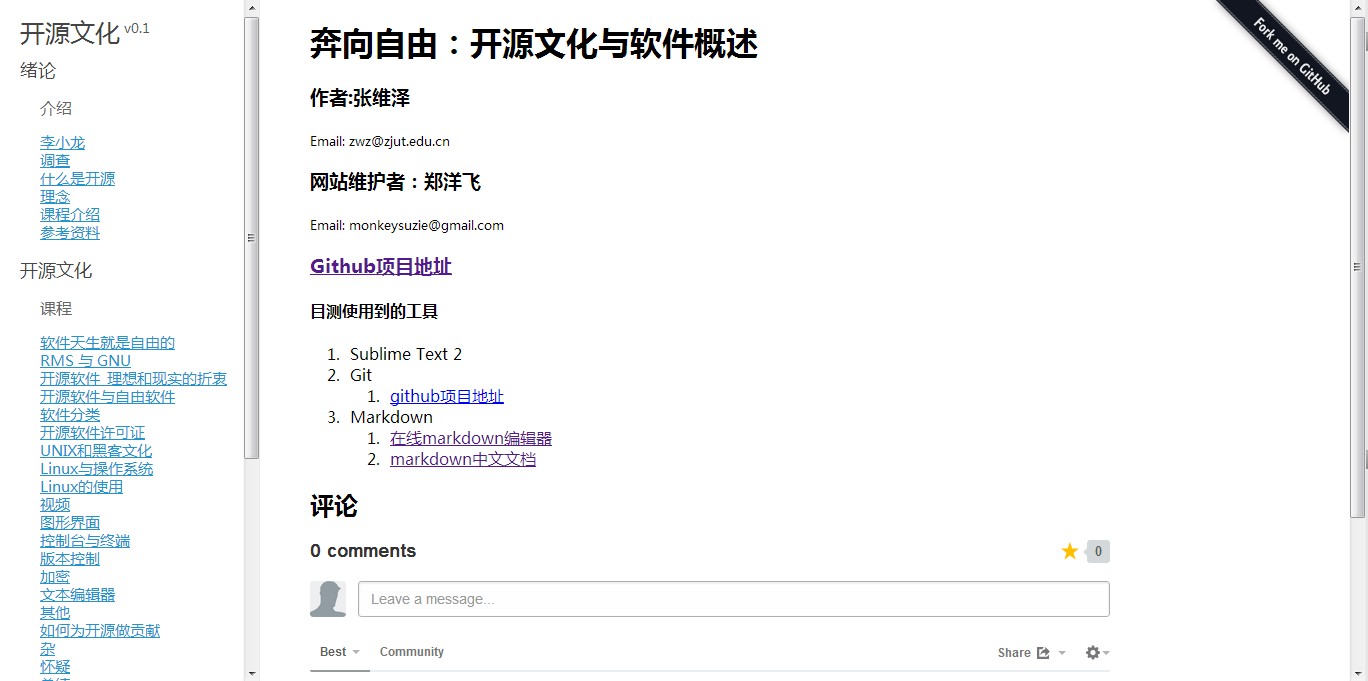 开源文化 v0.1
绪论
介绍
李小龙
调查
什么是开源
理念
课程介绍
参考资料
开源文化
课程
软件天生就是自由的
RMS 与 GNU
开源软件 理想和现实的折衷
开源软件与自由软件
软件分类
开源软件许可证
UNIX和黑客文化
Linux与操作系统
Linux的使用
视频
图形界面
控制台与终端
版本控制
加密
文本编辑器
其他
如何为开源做贡献
杂
怀疑
奔向自由：开源文化与软件概述
作者:张维泽
Email: zwz@zjut.edu.cn
网站维护者：郑洋飞
Email: monkeysuzie@gmail.com
Github项目地址
目测使用到的工具
1. Sublime Text 2
2. Git
1. github项目地址
3. Markdown
1. 在线markdown编辑器
2. markdown中文文档
评论
0 comments
0
Leave a message...
Best
Community
Share
Fork me on GitHub